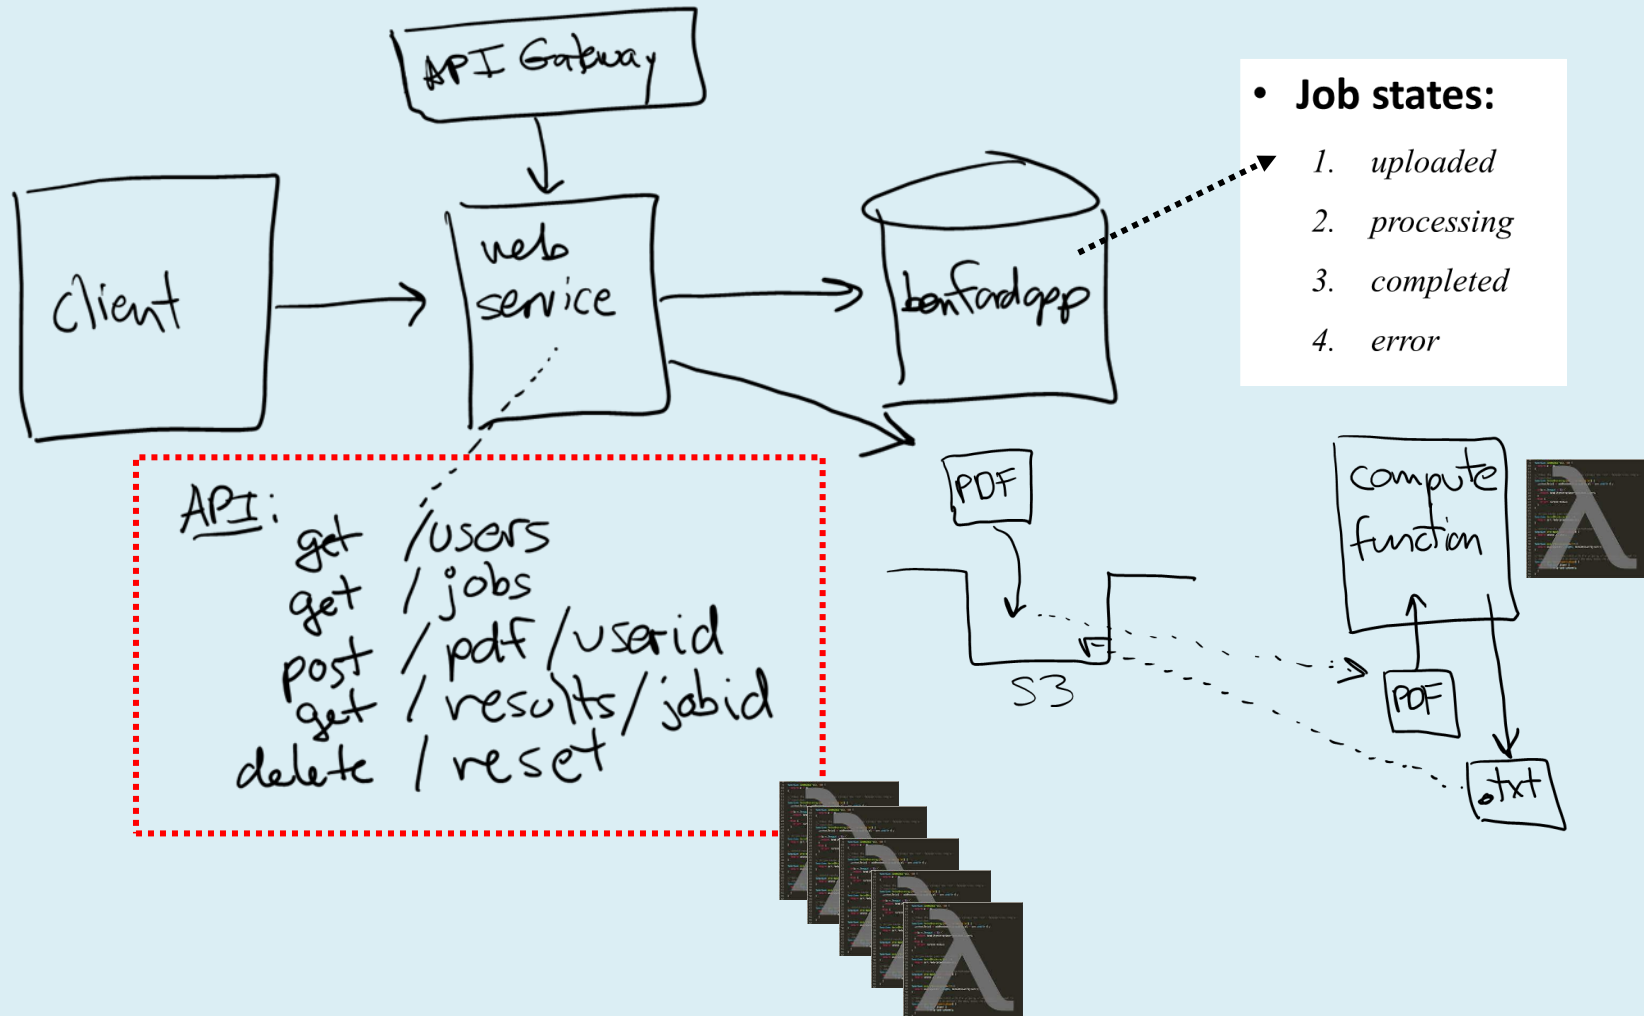 API Gateway
client
web
service
benfordapp
• Job states:
1. uploaded
2. processing
3. completed
4. error
API:
get /users
get /jobs
post /pdf/userid
get /results/jobid
delete /reset
PDF
S3
compute
function
PDF
.txt